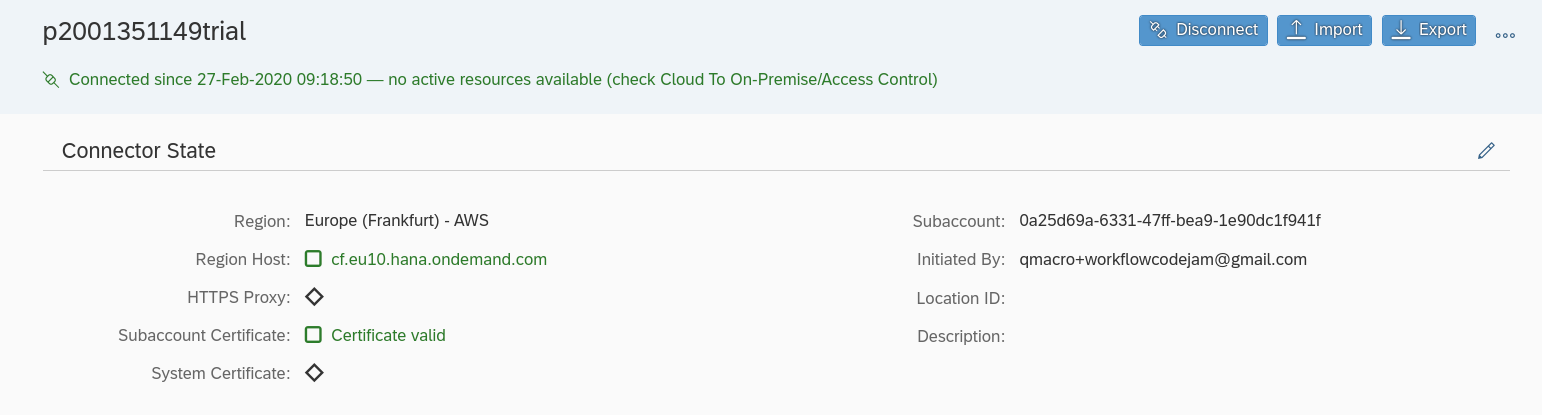 p2001351149trial
Disconnect Import Export
Connected since 27-Feb-2020 09:18:50 — no active resources available (check Cloud To On-Premise/Access Control)
Connector State
Region: Europe (Frankfurt) - AWS
Region Host: cf.eu10.hana.ondemand.com
HTTPS Proxy:
Subaccount Certificate: Certificate valid
System Certificate:
Subaccount: 0a25d69a-6331-47ff-bea9-1e90dc1f941f
Initiated By: qmacro+workflowcodejam@gmail.com
Location ID:
Description: